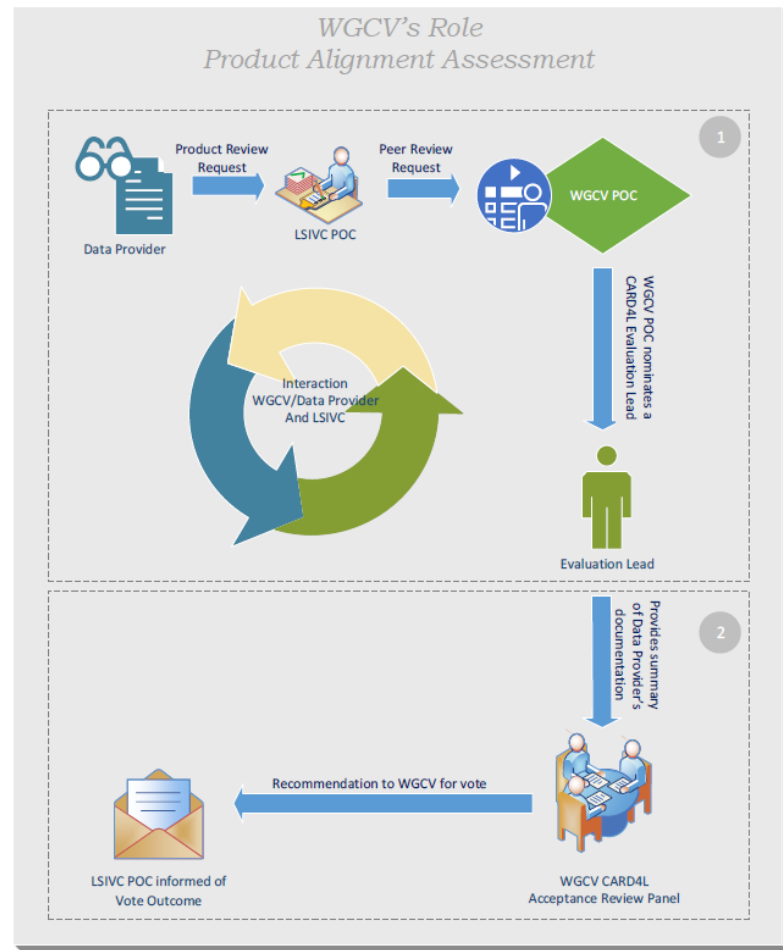 WGCV's Role
Product Alignment Assessment
1
Product Review
Request
Peer Review
Request
WGCV POC
LSIVC POC
Data Provider
WGCV POC nominates a
CARD4L Evaluation Lead
Interaction
WGCV/Data Provider
And LSIVC
Evaluation Lead
2
Provides summary
of Data Provider's
documentation
Recommendation to WGCV for vote
LSIVC POC informed of
Vote Outcome
WGCV CARD4L
Acceptance Review Panel